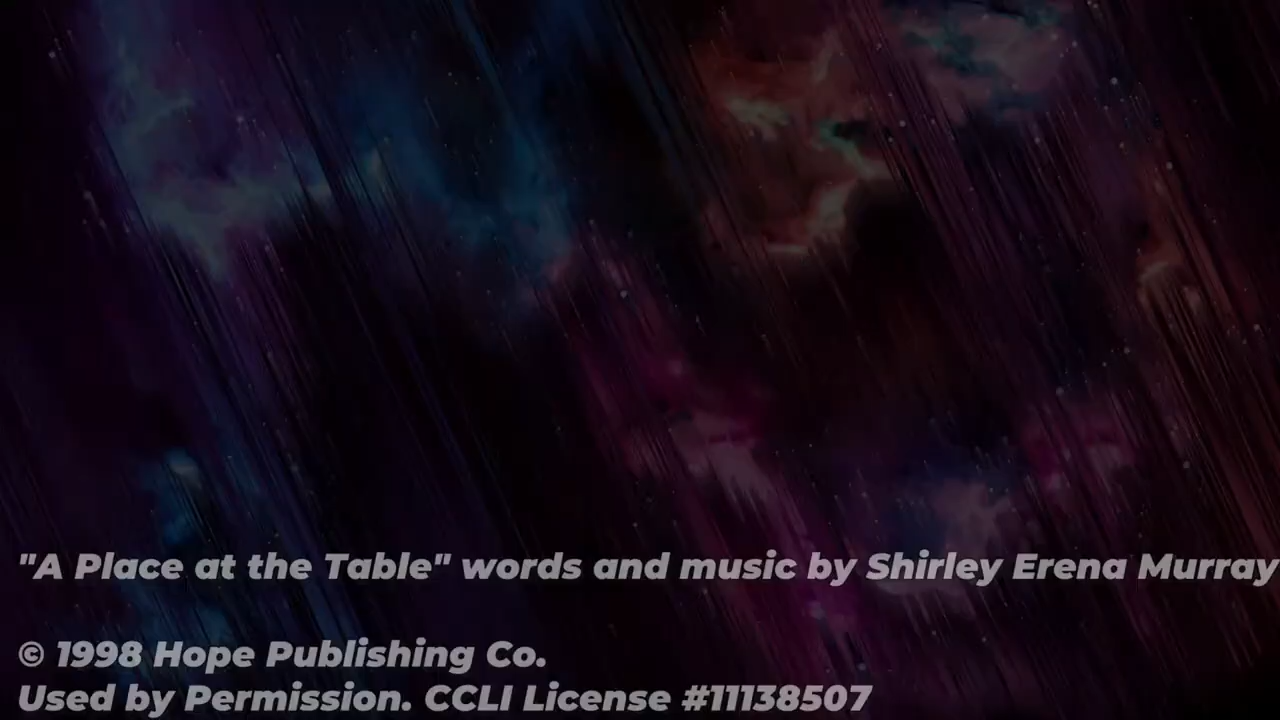 "A Place at the Table" words and music by Shirley Erena Murray
© 1998 Hope Publishing Co.
Used by Permission. CCLI License #11138507